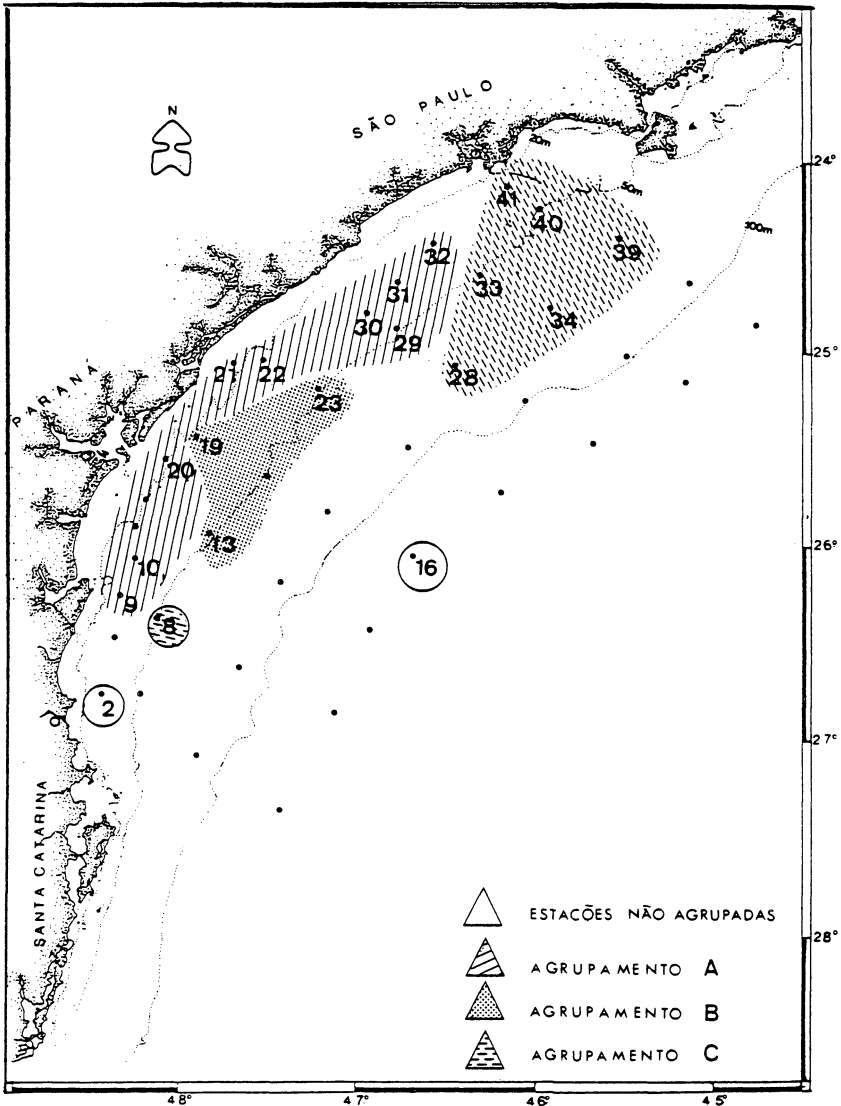 N
SÃO PAULO
20m
50m
100m
24°
41
40
39
32
33
31
34
30
29
25°
28
21
22
23
PARANÁ
19
20
13
26°
10
16
9
8
2
27°
SANTA CATARINA
28°
ESTACÕES NÃO AGRUPADAS
AGRUPAMENTO A
AGRUPAMENTO B
AGRUPAMENTO C
48°
47°
46°
45°